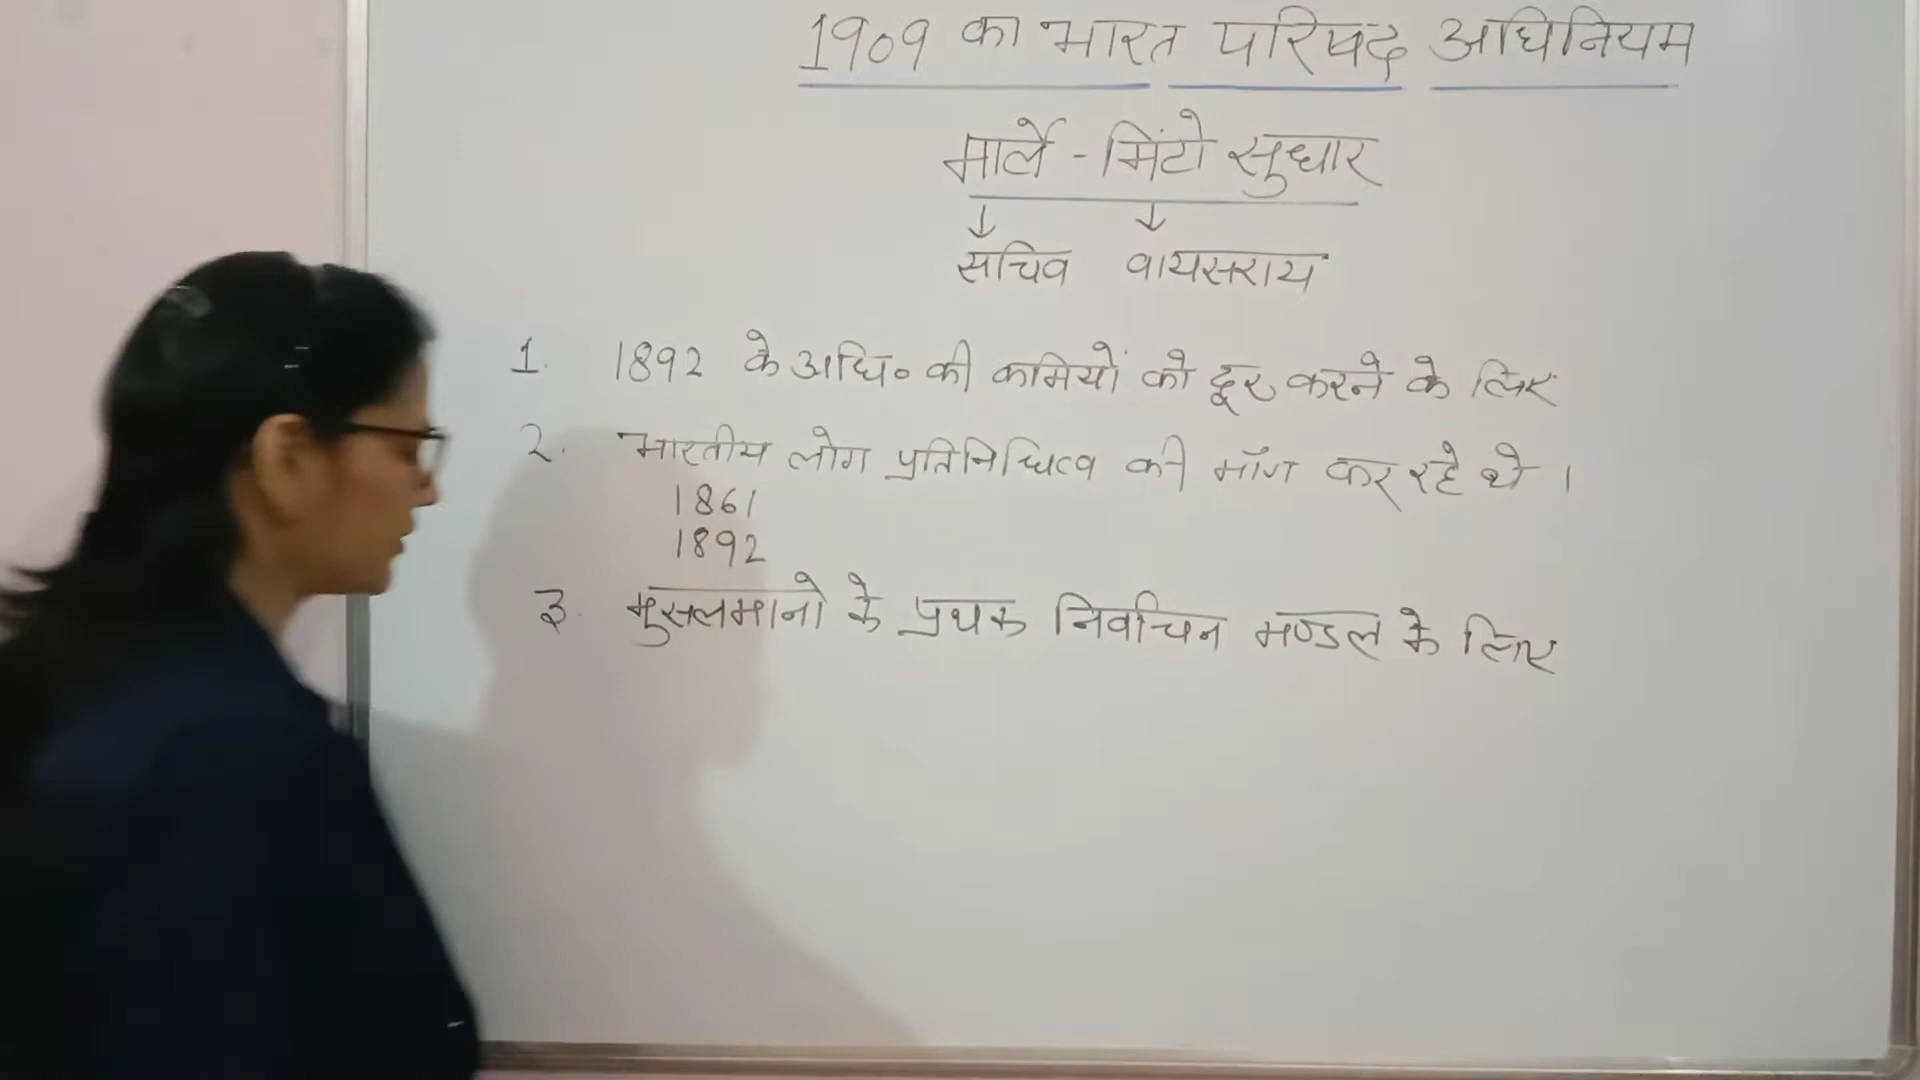 1909 का भारत परिषद अधिनियम
मार्ले - मिंटो सुधार
↓ ↓
सचिव वायसराय
1. 1892 के अधि० की कमियों को दूर करने के लिए
2. भारतीय लोग प्रतिनिधित्व की माँग कर रहे थे ।
1861
1892
3. मुसलमानो के प्रथक निर्वाचन मण्डल के लिए